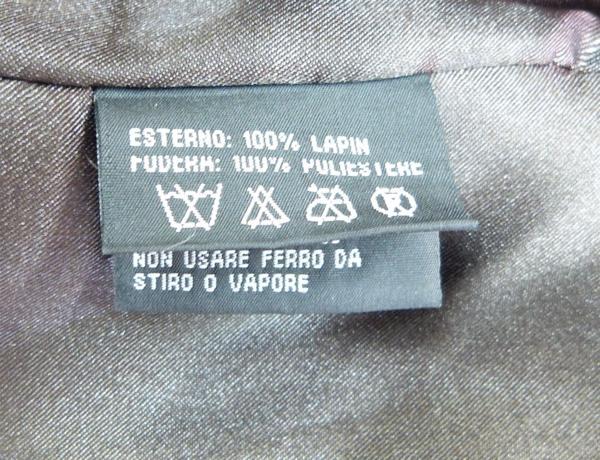 ESTERNO: 100% LAPIN
FODERA: 100% POLIESTERE
NON USARE FERRO DA
STIRO O VAPORE